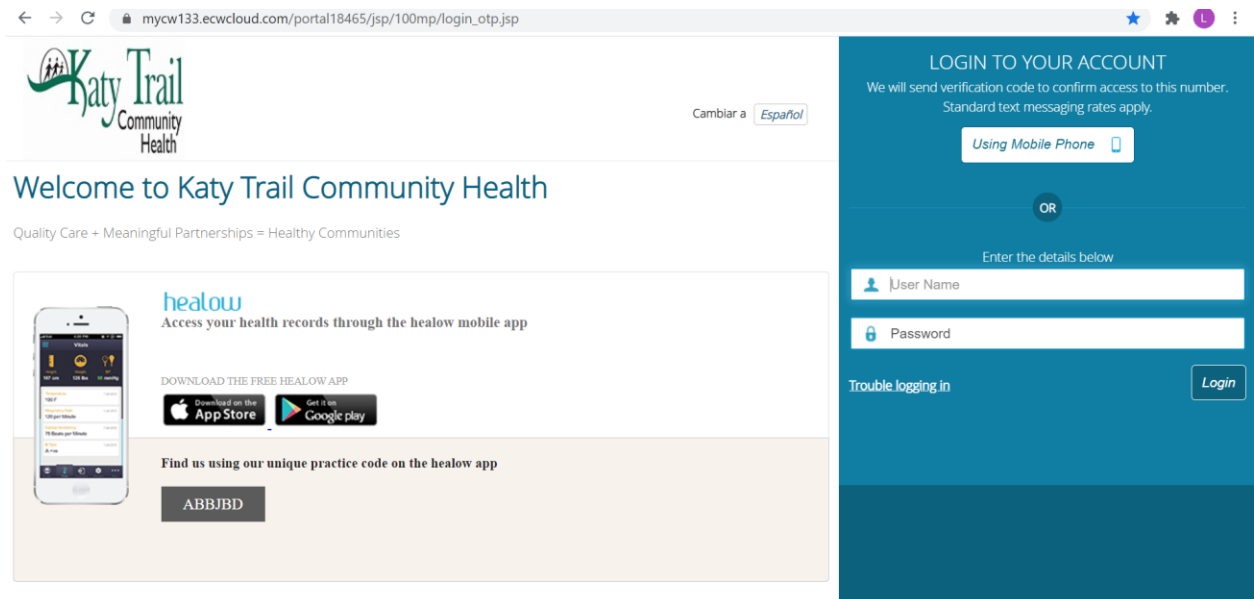 mycw133.ecwcloud.com/portal18465/jsp/100mp/login_otp.jsp
L
Katy Trail
Community
Health
Cambiar a Español
Welcome to Katy Trail Community Health
Quality Care + Meaningful Partnerships = Healthy Communities
healow
Access your health records through the healow mobile app
DOWNLOAD THE FREE HEALOW APP
Download on the
App Store
Get it on
Google play
Vitals
Find us using our unique practice code on the healow app
ABBJBD
LOGIN TO YOUR ACCOUNT
We will send verification code to confirm access to this number.
Standard text messaging rates apply.
Using Mobile Phone
OR
Enter the details below
User Name
Password
Trouble logging in
Login